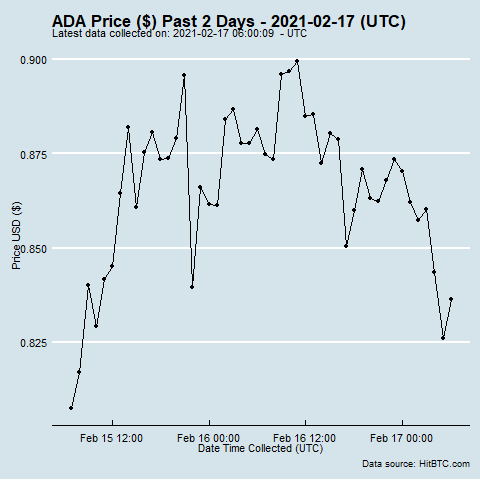 ADA Price ($) Past 2 Days - 2021-02-17 (UTC)
Latest data collected on: 2021-02-17 06:00:09 - UTC
0.900
0.875
0.850
0.825
Price USD ($)
Feb 15 12:00 Feb 16 00:00 Feb 16 12:00 Feb 17 00:00
Date Time Collected (UTC)
Data source: HitBTC.com